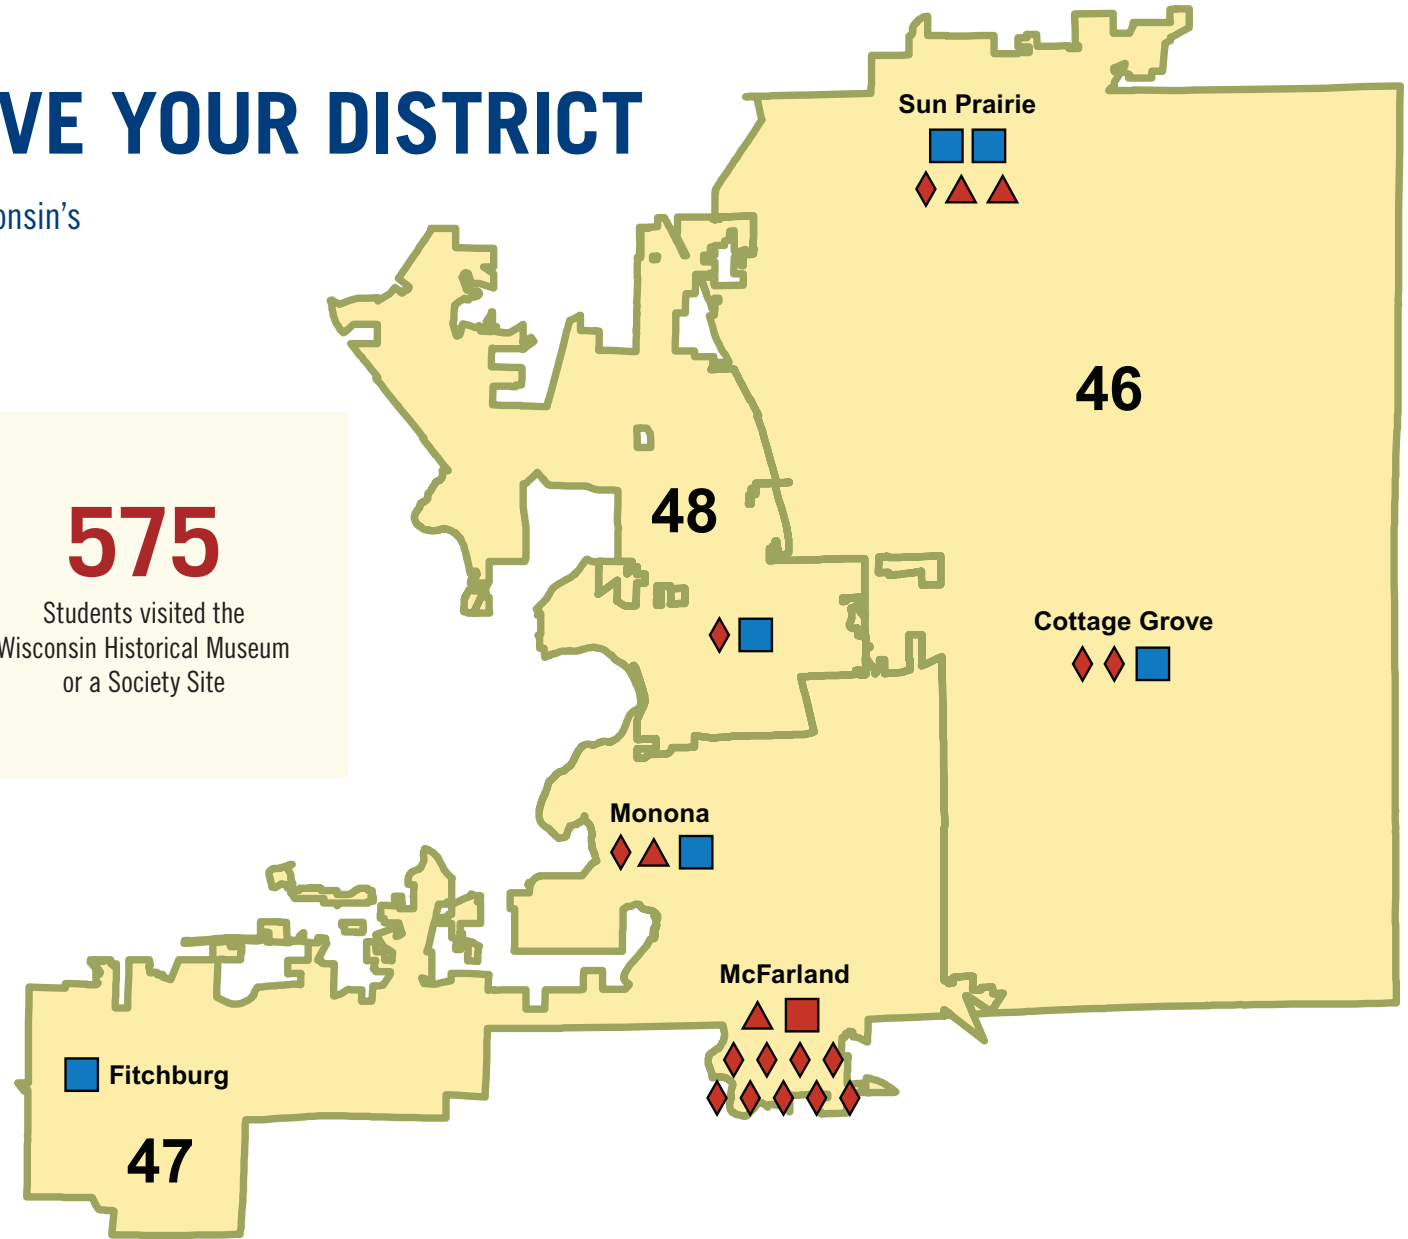 VE YOUR DISTRICT
onsin's
575
Students visited the
Wisconsin Historical Museum
or a Society Site
Sun Prairie
46
48
Cottage Grove
Monona
McFarland
Fitchburg
47